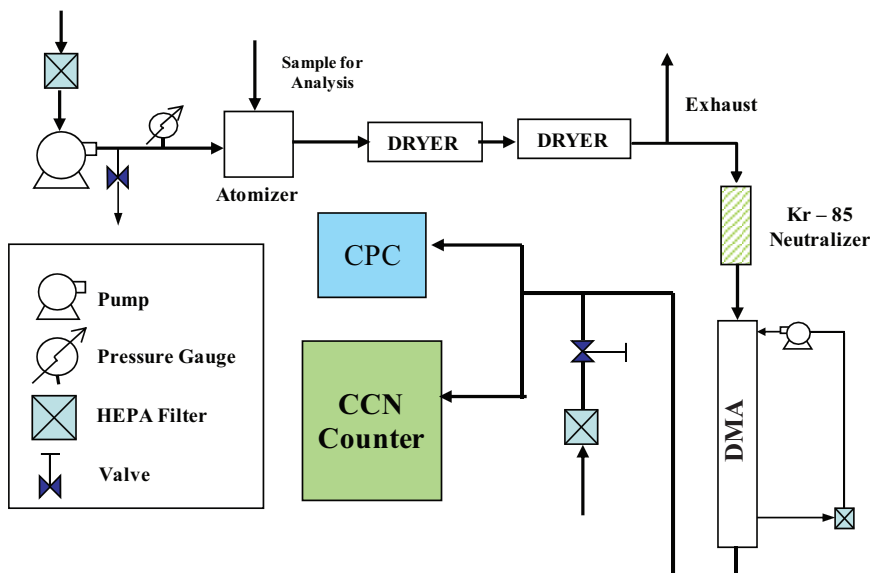 Sample for
Analysis
Exhaust
DRYER
DRYER
Atomizer
Kr – 85
Neutralizer
CPC
Pump
Pressure Gauge
HEPA Filter
Valve
CCN
Counter
DMA